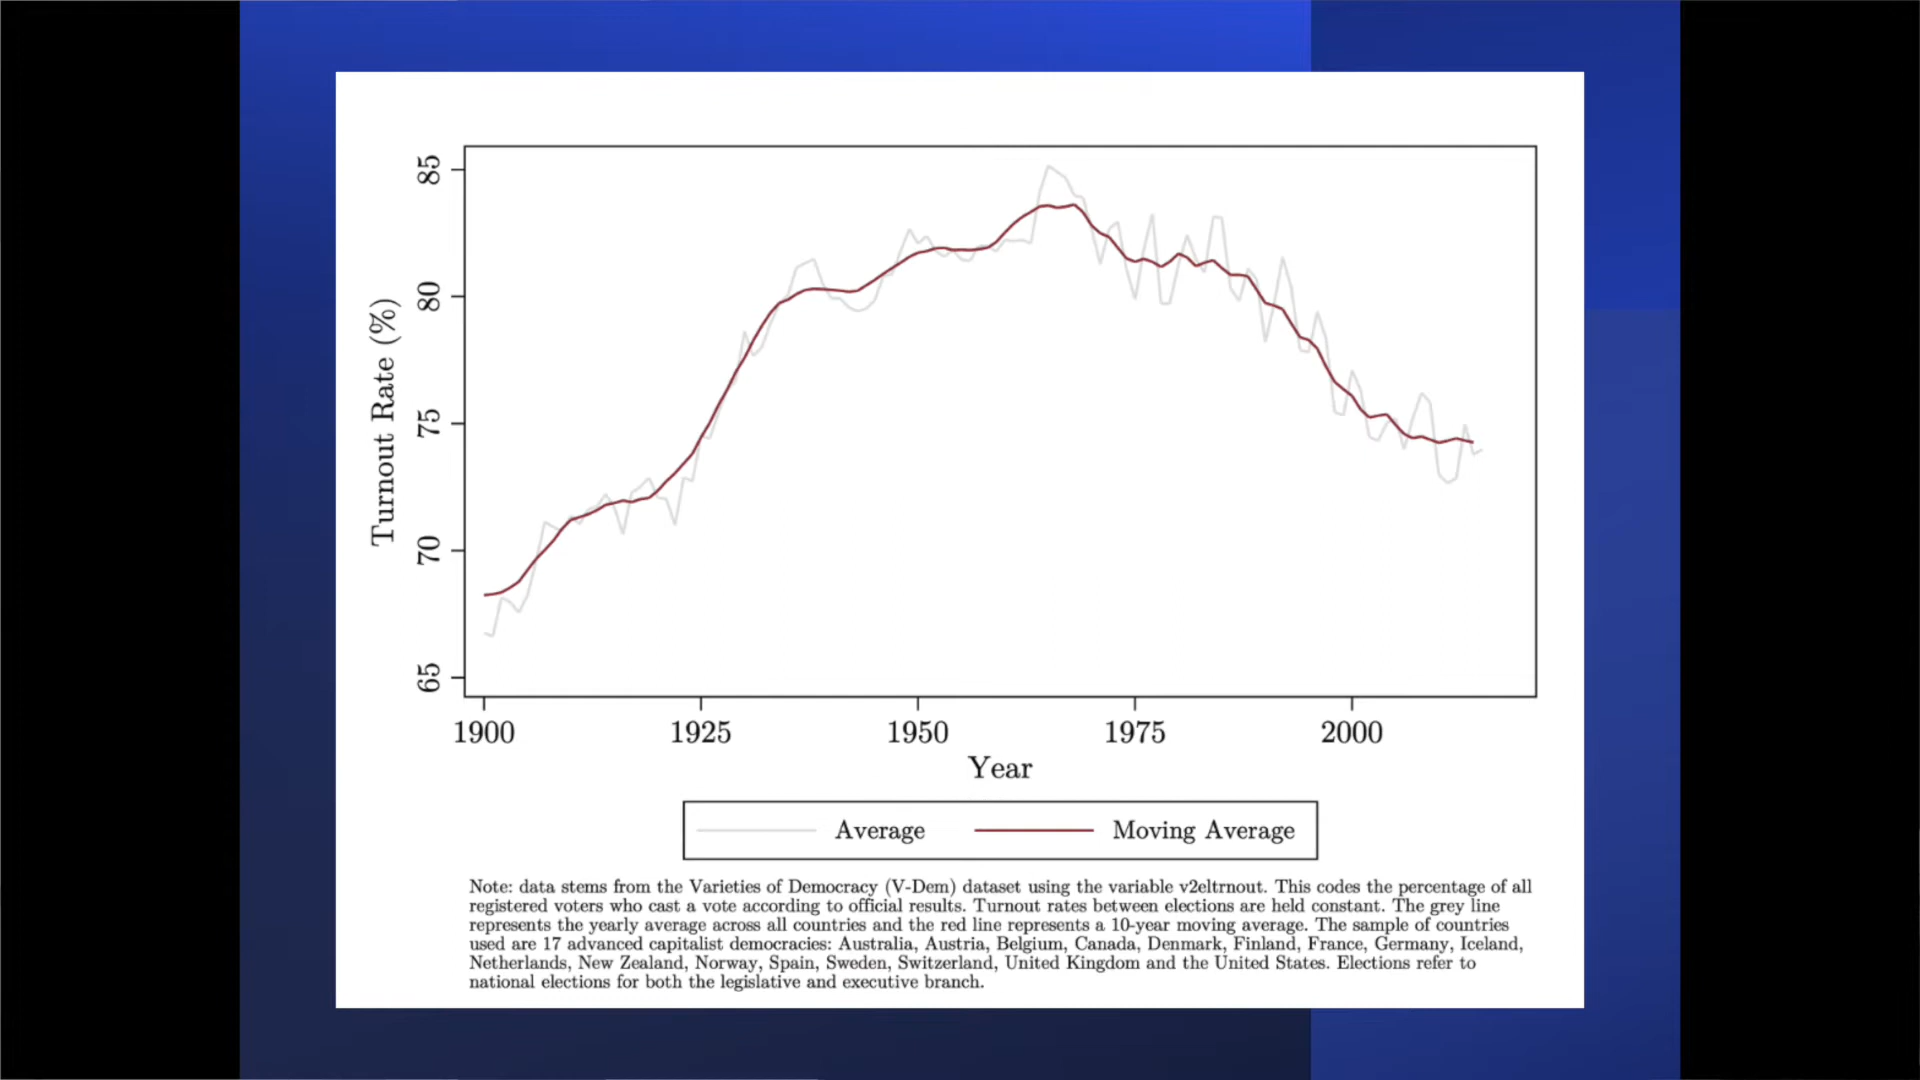 85
80
75
70
65
Turnout Rate (%)
1900 1925 1950 1975 2000
Year
Average Moving Average
Note: data stems from the Varieties of Democracy (V-Dem) dataset using the variable v2eltrnout. This codes the percentage of all
registered voters who cast a vote according to official results. Turnout rates between elections are held constant. The grey line
represents the yearly average across all countries and the red line represents a 10-year moving average. The sample of countries
used are 17 advanced capitalist democracies: Australia, Austria, Belgium, Canada, Denmark, Finland, France, Germany, Iceland,
Netherlands, New Zealand, Norway, Spain, Sweden, Switzerland, United Kingdom and the United States. Elections refer to
national elections for both the legislative and executive branch.